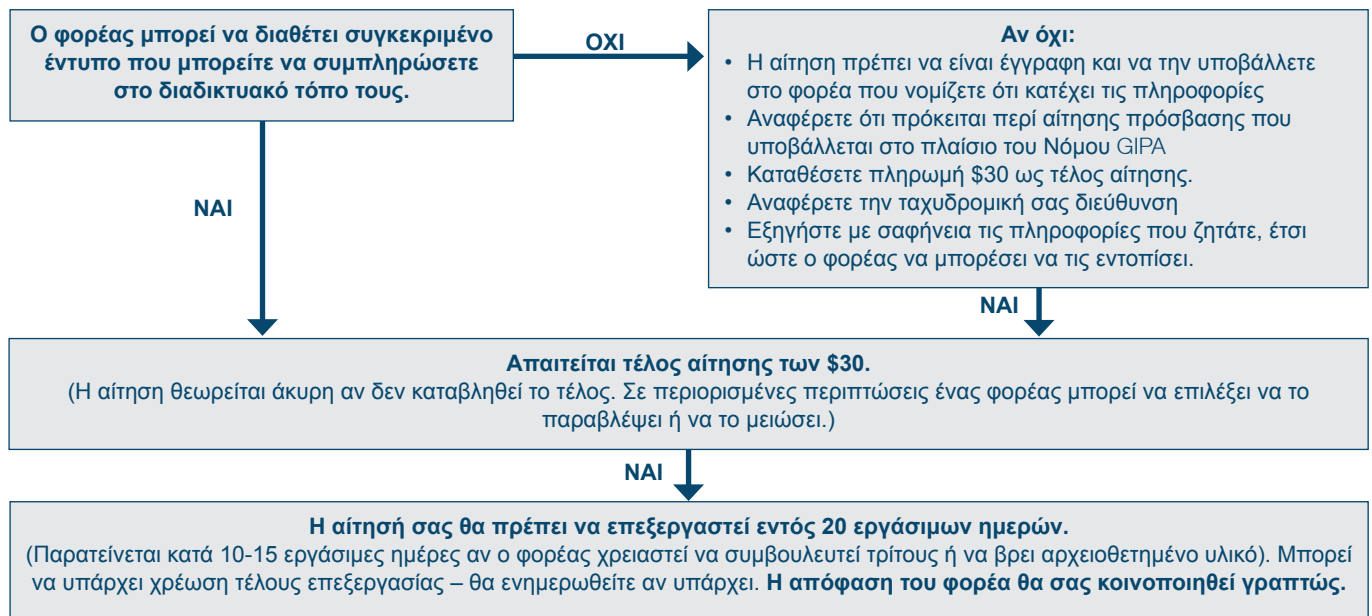 Ο φορέας μπορεί να διαθέτει συγκεκριμένο
έντυπο που μπορείτε να συμπληρώσετε
στο διαδικτυακό τόπο τους.
ΟΧΙ
Αν όχι:
• Η αίτηση πρέπει να είναι έγγραφη και να την υποβάλλετε
στο φορέα που νομίζετε ότι κατέχει τις πληροφορίες
• Αναφέρετε ότι πρόκειται περί αίτησης πρόσβασης που
υποβάλλεται στο πλαίσιο του Νόμου GIPA
• Καταθέσετε πληρωμή $30 ως τέλος αίτησης.
• Αναφέρετε την ταχυδρομική σας διεύθυνση
• Εξηγήστε με σαφήνεια τις πληροφορίες που ζητάτε, έτσι
ώστε ο φορέας να μπορέσει να τις εντοπίσει.
ΝΑΙ
ΝΑΙ
Απαιτείται τέλος αίτησης των $30.
(Η αίτηση θεωρείται άκυρη αν δεν καταβληθεί το τέλος. Σε περιορισμένες περιπτώσεις ένας φορέας μπορεί να επιλέξει να το
παραβλέψει ή να το μειώσει.)
ΝΑΙ
Η αίτησή σας θα πρέπει να επεξεργαστεί εντός 20 εργάσιμων ημερών.
(Παρατείνεται κατά 10-15 εργάσιμες ημέρες αν ο φορέας χρειαστεί να συμβουλευτεί τρίτους ή να βρει αρχειοθετημένο υλικό). Μπορεί
να υπάρχει χρέωση τέλους επεξεργασίας – θα ενημερωθείτε αν υπάρχει. Η απόφαση του φορέα θα σας κοινοποιηθεί γραπτώς.